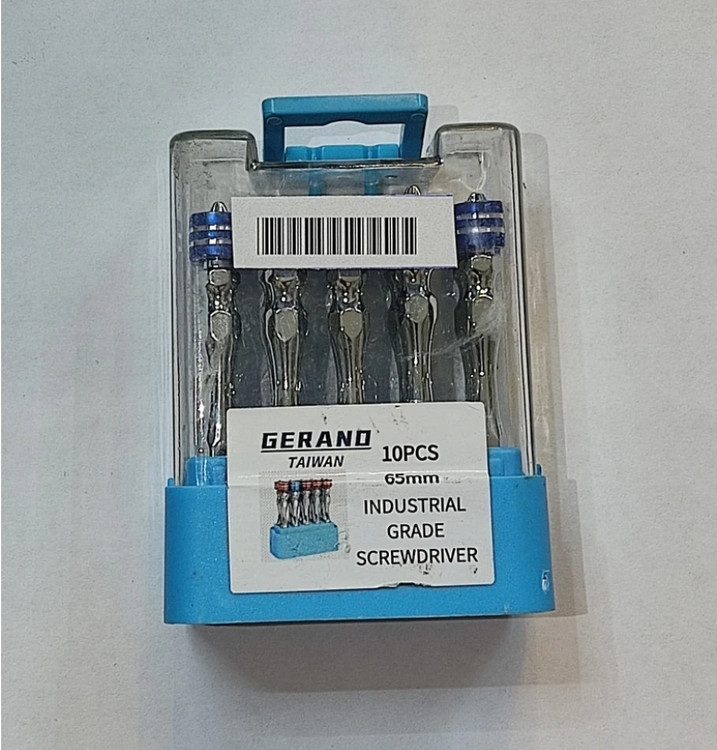 GERAND
TAIWAN
10PCS
65mm
INDUSTRIAL
GRADE
SCREWDRIVER